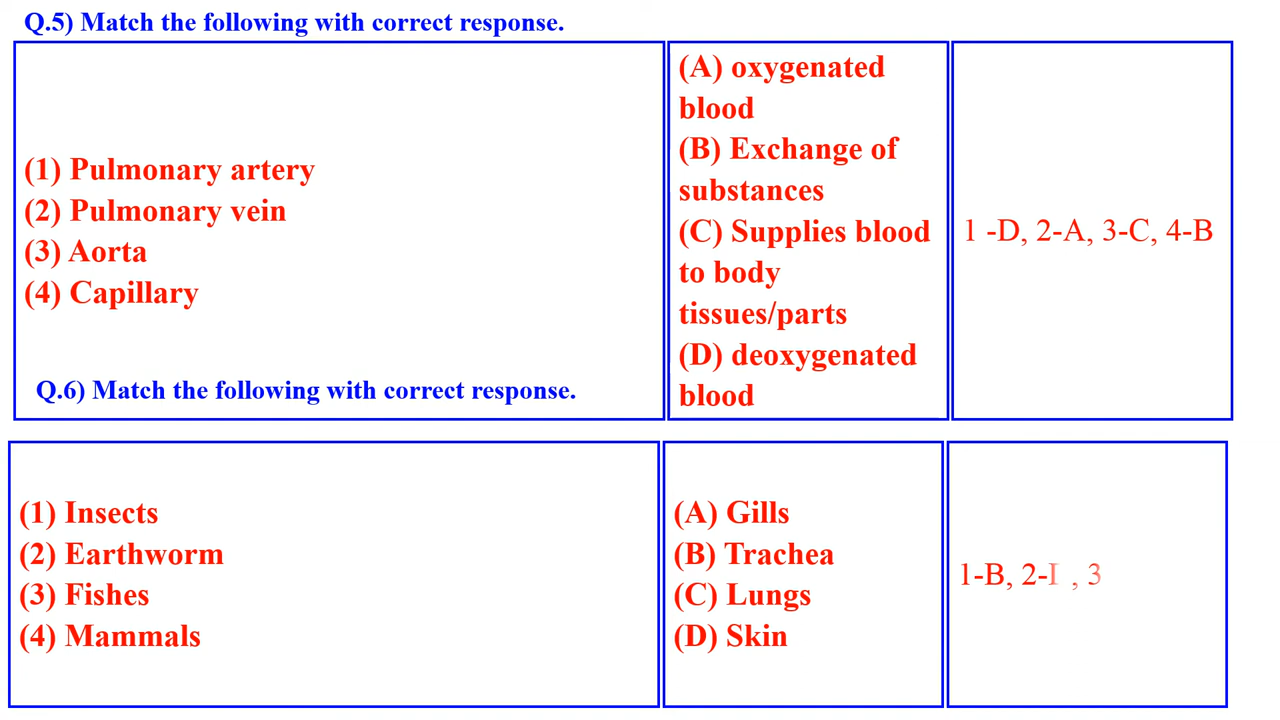 Q.5) Match the following with correct response.
(1) Pulmonary artery
(2) Pulmonary vein
(3) Aorta
(4) Capillary
(A) oxygenated
blood
(B) Exchange of
substances
(C) Supplies blood
to body
tissues/parts
(D) deoxygenated
blood
1 -D, 2-A, 3-C, 4-B
Q.6) Match the following with correct response.
(1) Insects
(2) Earthworm
(3) Fishes
(4) Mammals
(A) Gills
(B) Trachea
(C) Lungs
(D) Skin
1-B, 2- , 3